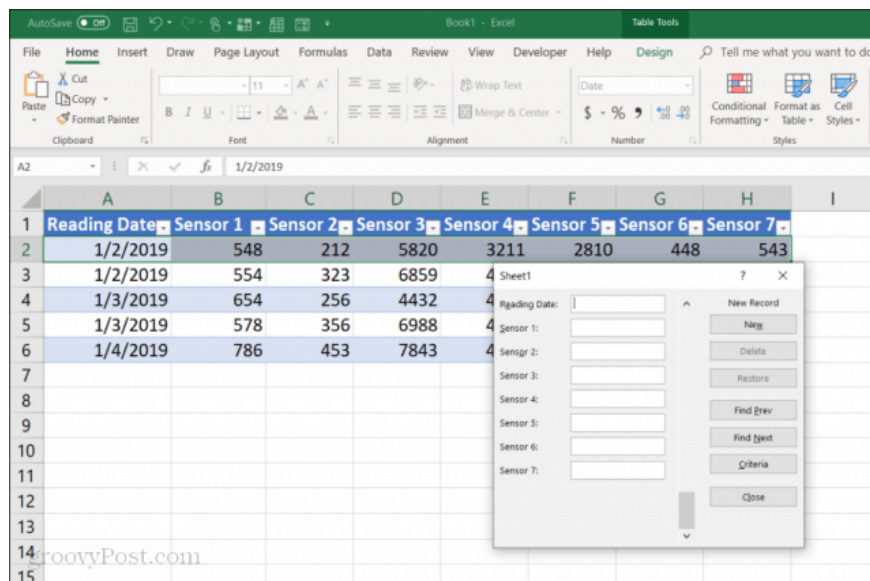 AutoSave Off Book1 - Excel Table Tools
File Home Insert Draw Page Layout Formulas Data Review View Developer Help Design Tell me what you want to do
Paste Cut Copy Format Painter
11
B I U A
Wrap Text
Merge & Center
Date
$ % ,
Conditional Formatting Format as Table Cell Styles
Clipboard Font Alignment Number Styles
A2 fx 1/2/2019
A B C D E F G H I
1 Reading Date Sensor 1 Sensor 2 Sensor 3 Sensor 4 Sensor 5 Sensor 6 Sensor 7
2 1/2/2019 548 212 5820 3211 2810 448 543
3 1/2/2019 554 323 6859 4
4 1/3/2019 654 256 4432 4
5 1/3/2019 578 356 6988 4
6 1/4/2019 786 453 7843 4
7
8
9
10
11
12
13
14
15
Sheet1 ? ×
Reading Date: New Record
Sensor 1: New
Sensor 2: Delete
Sensor 3: Restore
Sensor 4: Find Prev
Sensor 5: Find Next
Sensor 6: Criteria
Sensor 7: Close
groovyPost.com